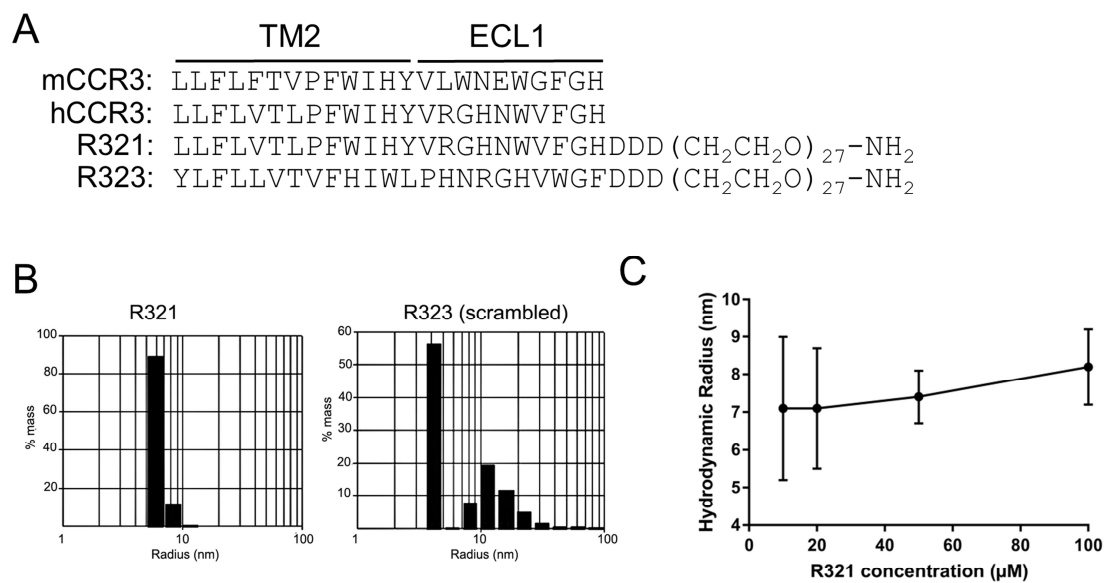 A
TM2 ECL1
mCCR3: LLFLFTVPFWIHYVLWNEWGFGH
hCCR3: LLFLVTLPFWIHYVRGHNWVFGH
R321: LLFLVTLPFWIHYVRGHNWVFGHDDD(CH2CH2O)27-NH2
R323: YLFLLVTVFHIWLPHNRGHVWGFDDD(CH2CH2O)27-NH2
B
R321
100
80
60
40
20
% mass
1 10 100
Radius (nm)
R323 (scrambled)
60
50
40
30
20
10
% mass
1 10 100
Radius (nm)
C
10
9
8
7
6
5
4
Hydrodynamic Radius (nm)
0 20 40 60 80 100
R321 concentration (µM)